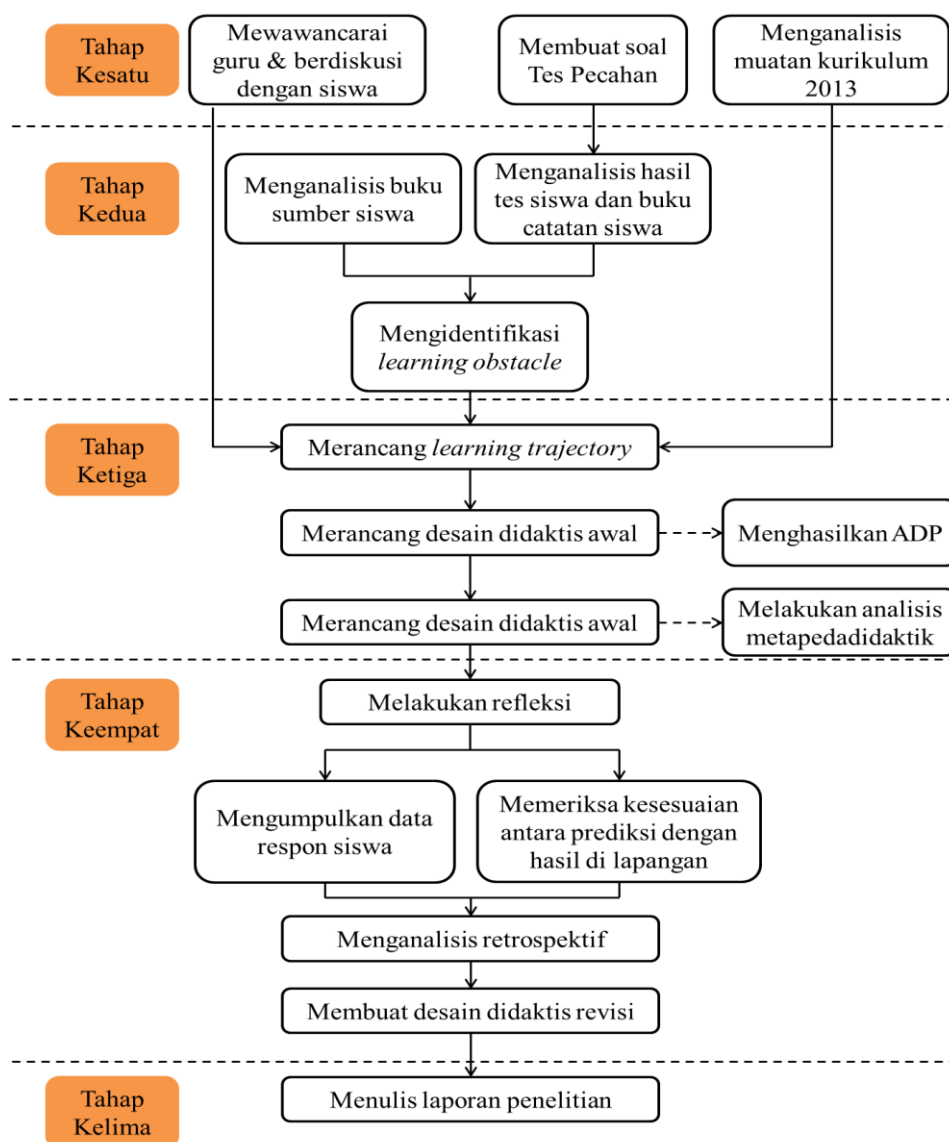 Tahap
Kesatu
Mewawancarai
guru & berdiskusi
dengan siswa
Membuat soal
Tes Pecahan
Menganalisis
muatan kurikulum
2013
Tahap
Kedua
Menganalisis buku
sumber siswa
Menganalisis hasil
tes siswa dan buku
catatan siswa
Mengidentifikasi
learning obstacle
Tahap
Ketiga
Merancang learning trajectory
Merancang desain didaktis awal
Menghasilkan ADP
Merancang desain didaktis awal
Melakukan analisis
metapedadidaktik
Tahap
Keempat
Melakukan refleksi
Mengumpulkan data
respon siswa
Memeriksa kesesuaian
antara prediksi dengan
hasil di lapangan
Menganalisis retrospektif
Membuat desain didaktis revisi
Tahap
Kelima
Menulis laporan penelitian